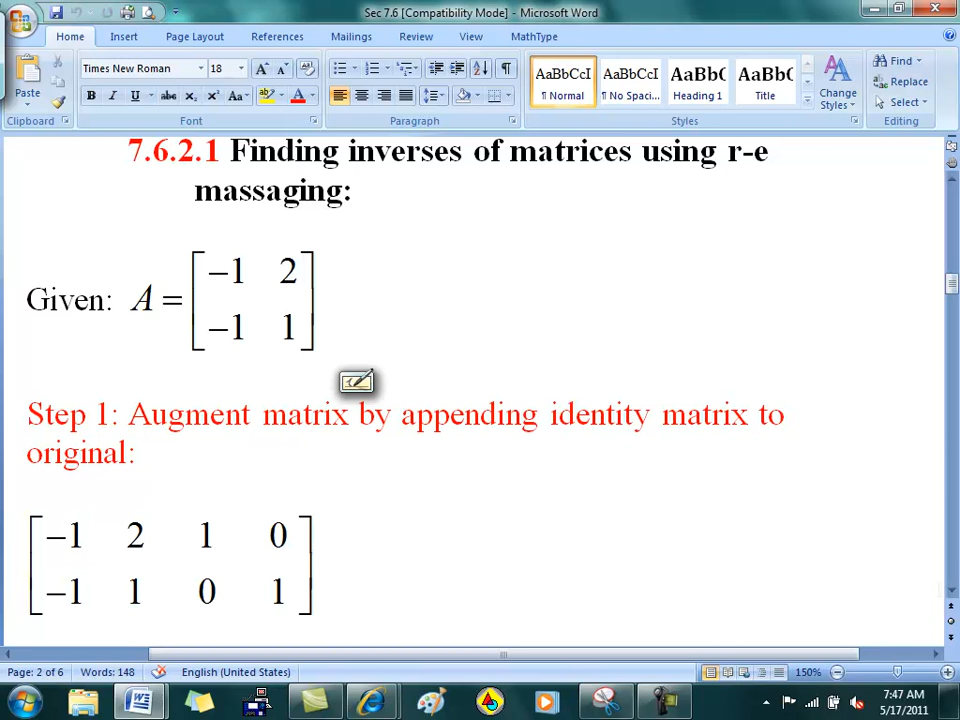 Sec 7.6 [Compatibility Mode] - Microsoft Word
Home Insert Page Layout References Mailings Review View MathType
Paste
Times New Roman 18
B I U abc x₂ x² Aa
AaBbCcI AaBbCcI AaBbC AaBbC
¶ Normal ¶ No Spaci... Heading 1 Title
Change Styles
Find
Replace
Select
Clipboard Font Paragraph Styles Editing
7.6.2.1 Finding inverses of matrices using r-e
massaging:
Given: A = [ −1 2
−1 1 ]
Step 1: Augment matrix by appending identity matrix to
original:
[ −1 2 1 0
−1 1 0 1 ]
Page: 2 of 6 Words: 148 English (United States) 150%
7:47 AM
5/17/2011